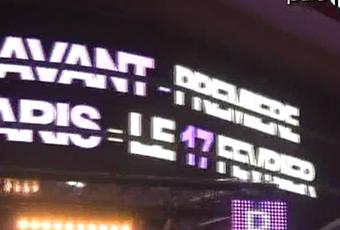 AVANT-PREMIERE
ARIS - LE 17 FEVRIER